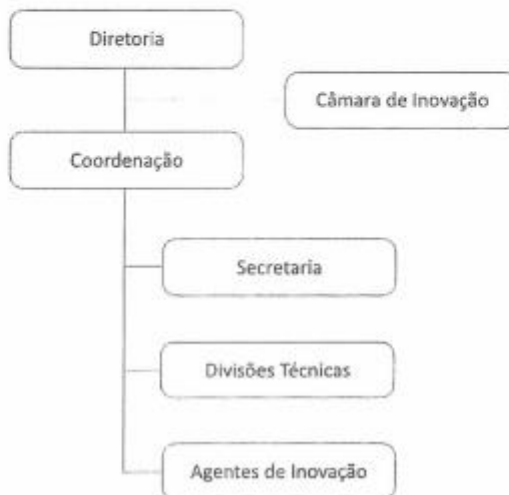 Diretoria
Câmara de Inovação
Coordenação
Secretaria
Divisões Técnicas
Agentes de Inovação